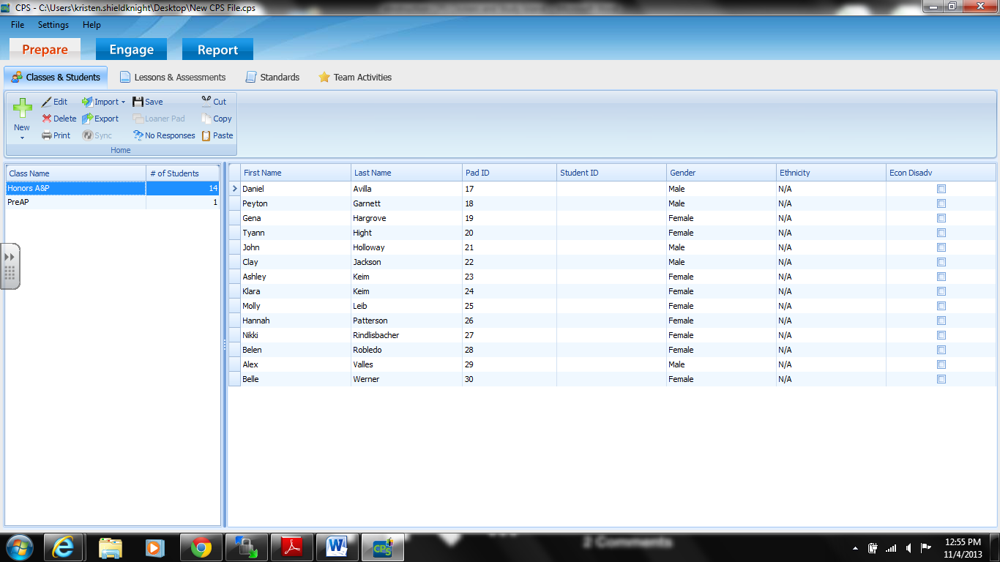 CPS - C:\Users\kristen.shieldknight\Desktop\New CPS File.cps
File Settings Help
Prepare Engage Report
Classes & Students Lessons & Assessments Standards Team Activities
New Edit Import Save Cut
Delete Export Loaner Pad Copy
Print Sync No Responses Paste
Home
Class Name # of Students
Honors A&P 14
PreAP 1
First Name Last Name Pad ID Student ID Gender Ethnicity Econ Disadv
Daniel Avilla 17 Male N/A
Peyton Garnett 18 Male N/A
Gena Hargrove 19 Female N/A
Tyann Hight 20 Female N/A
John Holloway 21 Male N/A
Clay Jackson 22 Male N/A
Ashley Keim 23 Female N/A
Klara Keim 24 Female N/A
Molly Leib 25 Female N/A
Hannah Patterson 26 Female N/A
Nikki Rindlisbacher 27 Female N/A
Belen Robledo 28 Female N/A
Alex Valles 29 Male N/A
Belle Werner 30 Female N/A
2 Comments
CPS
12:55 PM
11/4/2013